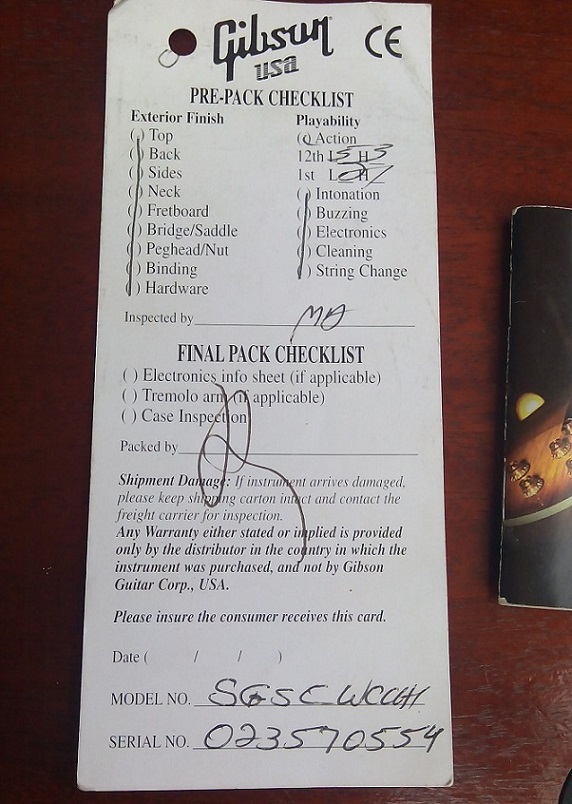 Gibson
usa
CE
PRE-PACK CHECKLIST
Exterior Finish
( ) Top
( ) Back
( ) Sides
( ) Neck
( ) Fretboard
( ) Bridge/Saddle
( ) Peghead/Nut
( ) Binding
( ) Hardware
Playability
( ) Action
12th L 5 H 3
1st L H 1
( ) Intonation
( ) Buzzing
( ) Electronics
( ) Cleaning
( ) String Change
Inspected by
FINAL PACK CHECKLIST
( ) Electronics info sheet (if applicable)
( ) Tremolo arm (if applicable)
( ) Case Inspection
Packed by
Shipment Damage: If instrument arrives damaged,
please keep shipping carton intact and contact the
freight carrier for inspection.
Any Warranty either stated or implied is provided
only by the distributor in the country in which the
instrument was purchased, and not by Gibson
Guitar Corp., USA.
Please insure the consumer receives this card.
Date ( / / )
MODEL NO. SGSCWCCH1
SERIAL NO. 023570554